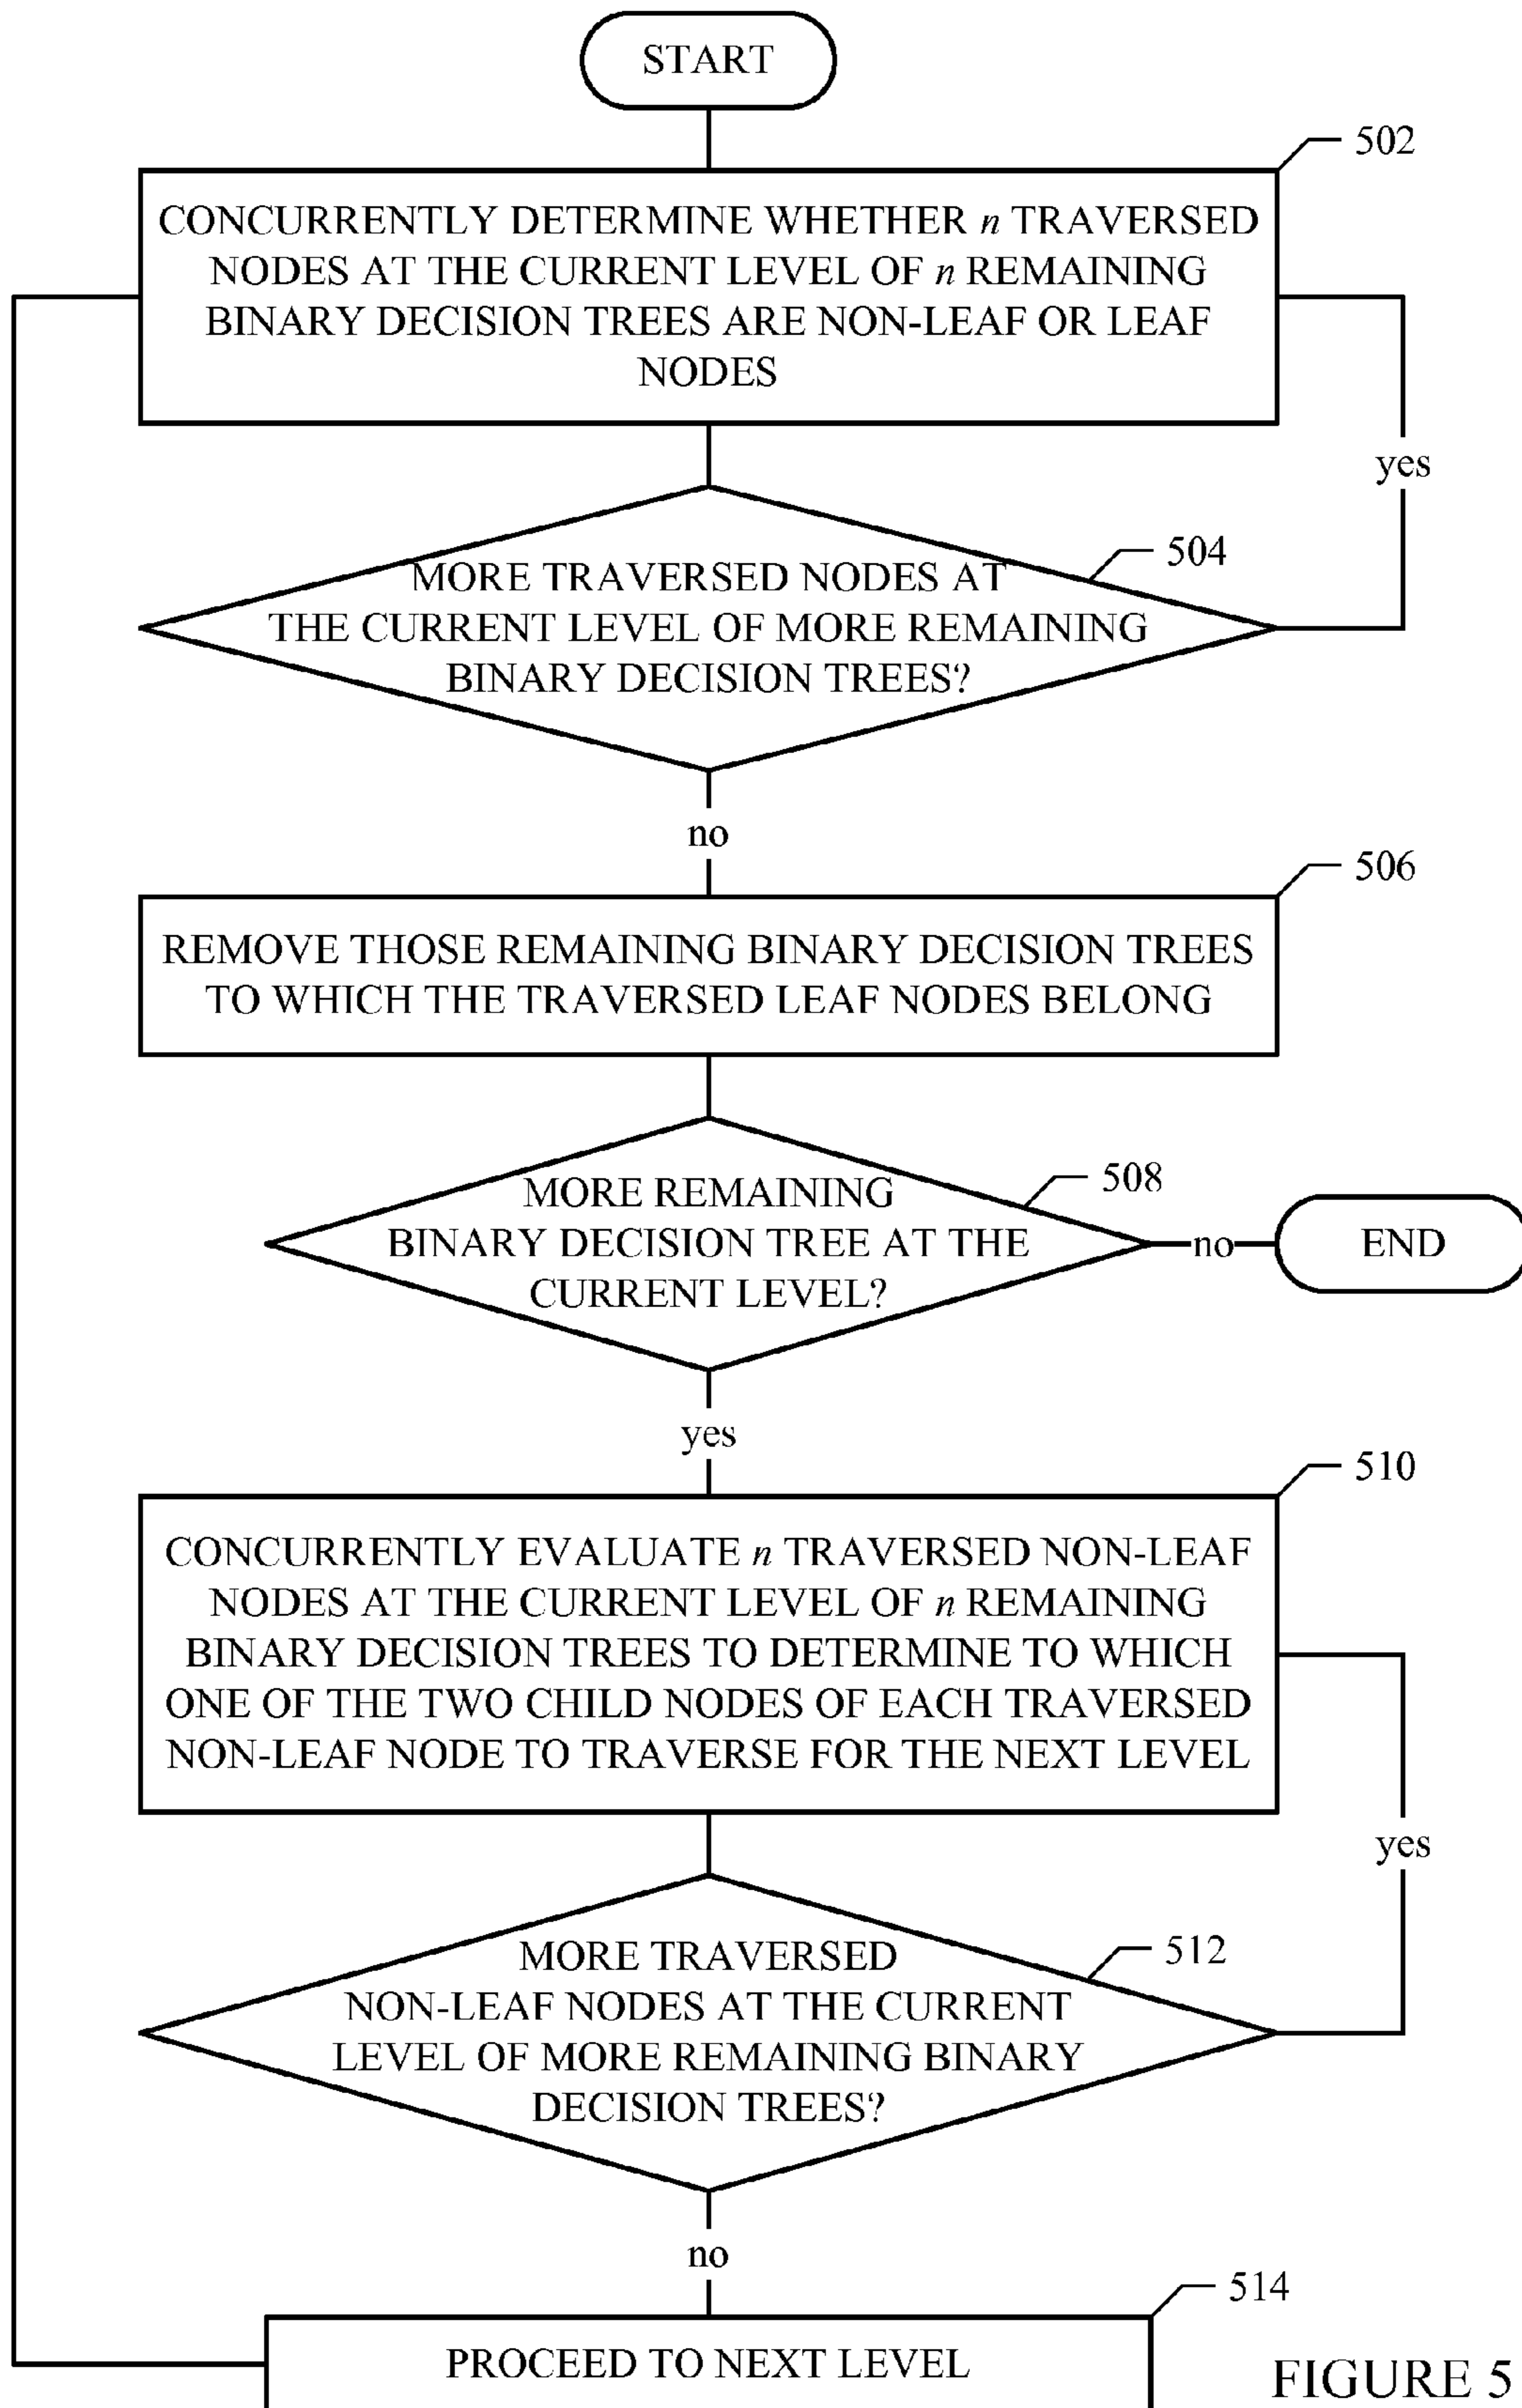 START
502
CONCURRENTLY DETERMINE WHETHER n TRAVERSED
NODES AT THE CURRENT LEVEL OF n REMAINING
BINARY DECISION TREES ARE NON-LEAF OR LEAF
NODES
yes
504
MORE TRAVERSED NODES AT
THE CURRENT LEVEL OF MORE REMAINING
BINARY DECISION TREES?
no
506
REMOVE THOSE REMAINING BINARY DECISION TREES
TO WHICH THE TRAVERSED LEAF NODES BELONG
508
MORE REMAINING
BINARY DECISION TREE AT THE
CURRENT LEVEL?
no
END
yes
510
CONCURRENTLY EVALUATE n TRAVERSED NON-LEAF
NODES AT THE CURRENT LEVEL OF n REMAINING
BINARY DECISION TREES TO DETERMINE TO WHICH
ONE OF THE TWO CHILD NODES OF EACH TRAVERSED
NON-LEAF NODE TO TRAVERSE FOR THE NEXT LEVEL
yes
512
MORE TRAVERSED
NON-LEAF NODES AT THE CURRENT
LEVEL OF MORE REMAINING BINARY
DECISION TREES?
no
514
PROCEED TO NEXT LEVEL
FIGURE 5